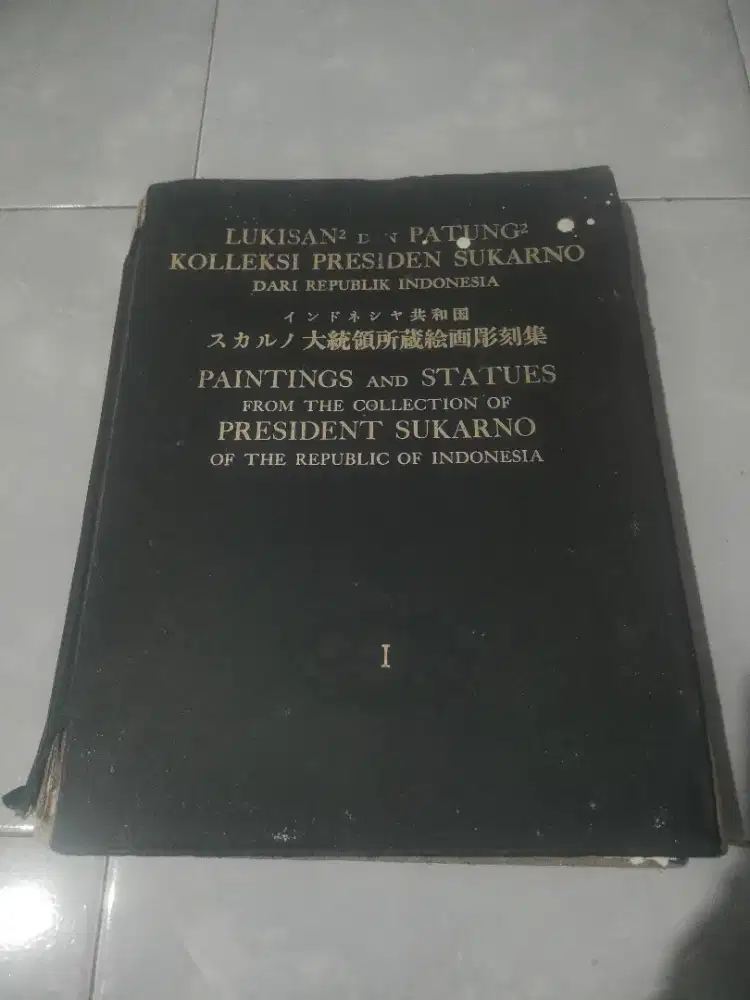 LUKISAN² D N PATUNG²
KOLLEKSI PRESIDEN SUKARNO
DARI REPUBLIK INDONESIA
インドネシヤ共和国
スカルノ大統領所蔵絵画彫刻集
PAINTINGS AND STATUES
FROM THE COLLECTION OF
PRESIDENT SUKARNO
OF THE REPUBLIC OF INDONESIA
I